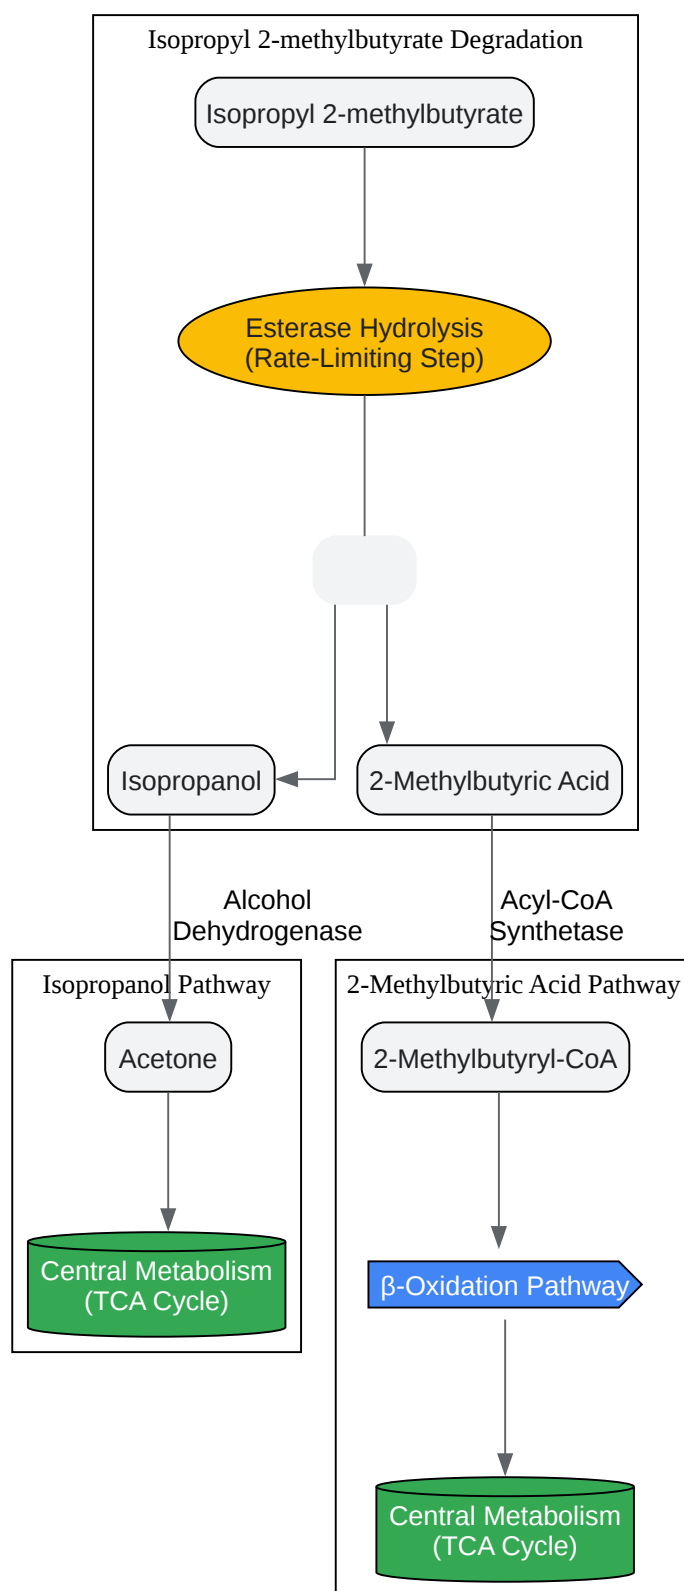 Isopropyl 2-methylbutyrate Degradation
Isopropyl 2-methylbutyrate
Esterase Hydrolysis
(Rate-Limiting Step)
Isopropanol
2-Methylbutyric Acid
Alcohol
Dehydrogenase
Acyl-CoA
Synthetase
Isopropanol Pathway
2-Methylbutyric Acid Pathway
Acetone
2-Methylbutyryl-CoA
Central Metabolism
(TCA Cycle)
β-Oxidation Pathway
Central Metabolism
(TCA Cycle)